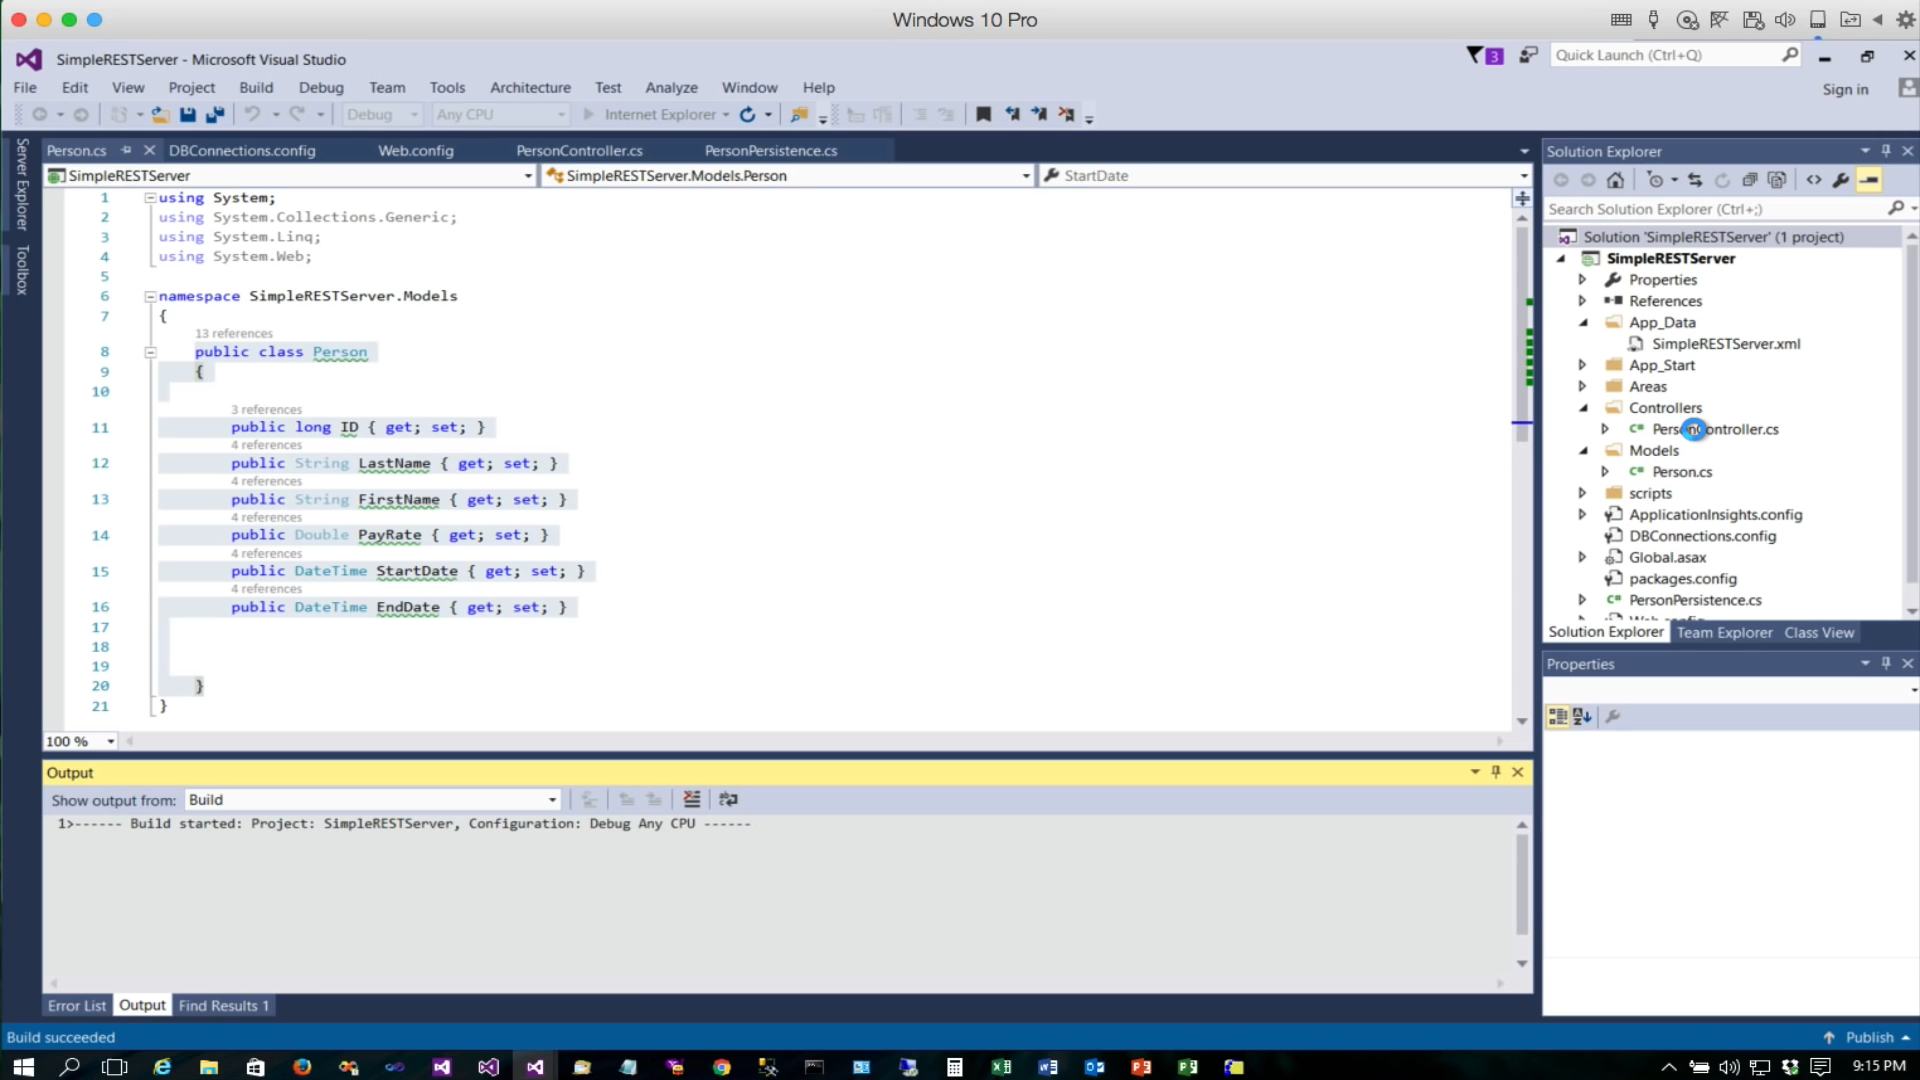 Windows 10 Pro
SimpleRESTServer - Microsoft Visual Studio
3
Quick Launch (Ctrl+Q)
File Edit View Project Build Debug Team Tools Architecture Test Analyze Window Help
Sign in
Debug Any CPU Internet Explorer
Server Explorer
Toolbox
Person.cs DBConnections.config Web.config PersonController.cs PersonPersistence.cs
SimpleRESTServer SimpleRESTServer.Models.Person StartDate
1 using System;
2 using System.Collections.Generic;
3 using System.Linq;
4 using System.Web;
5
6 namespace SimpleRESTServer.Models
7 {
13 references
8 public class Person
9 {
10
3 references
11 public long ID { get; set; }
4 references
12 public String LastName { get; set; }
4 references
13 public String FirstName { get; set; }
4 references
14 public Double PayRate { get; set; }
4 references
15 public DateTime StartDate { get; set; }
4 references
16 public DateTime EndDate { get; set; }
17
18
19
20 }
21 }
100 %
Output
Show output from: Build
1>------ Build started: Project: SimpleRESTServer, Configuration: Debug Any CPU ------
Error List Output Find Results 1
Solution Explorer
Search Solution Explorer (Ctrl+;)
Solution 'SimpleRESTServer' (1 project)
SimpleRESTServer
Properties
References
App_Data
SimpleRESTServer.xml
App_Start
Areas
Controllers
PersonController.cs
Models
Person.cs
scripts
ApplicationInsights.config
DBConnections.config
Global.asax
packages.config
PersonPersistence.cs
Web.config
Solution Explorer Team Explorer Class View
Properties
Build succeeded
Publish
9:15 PM